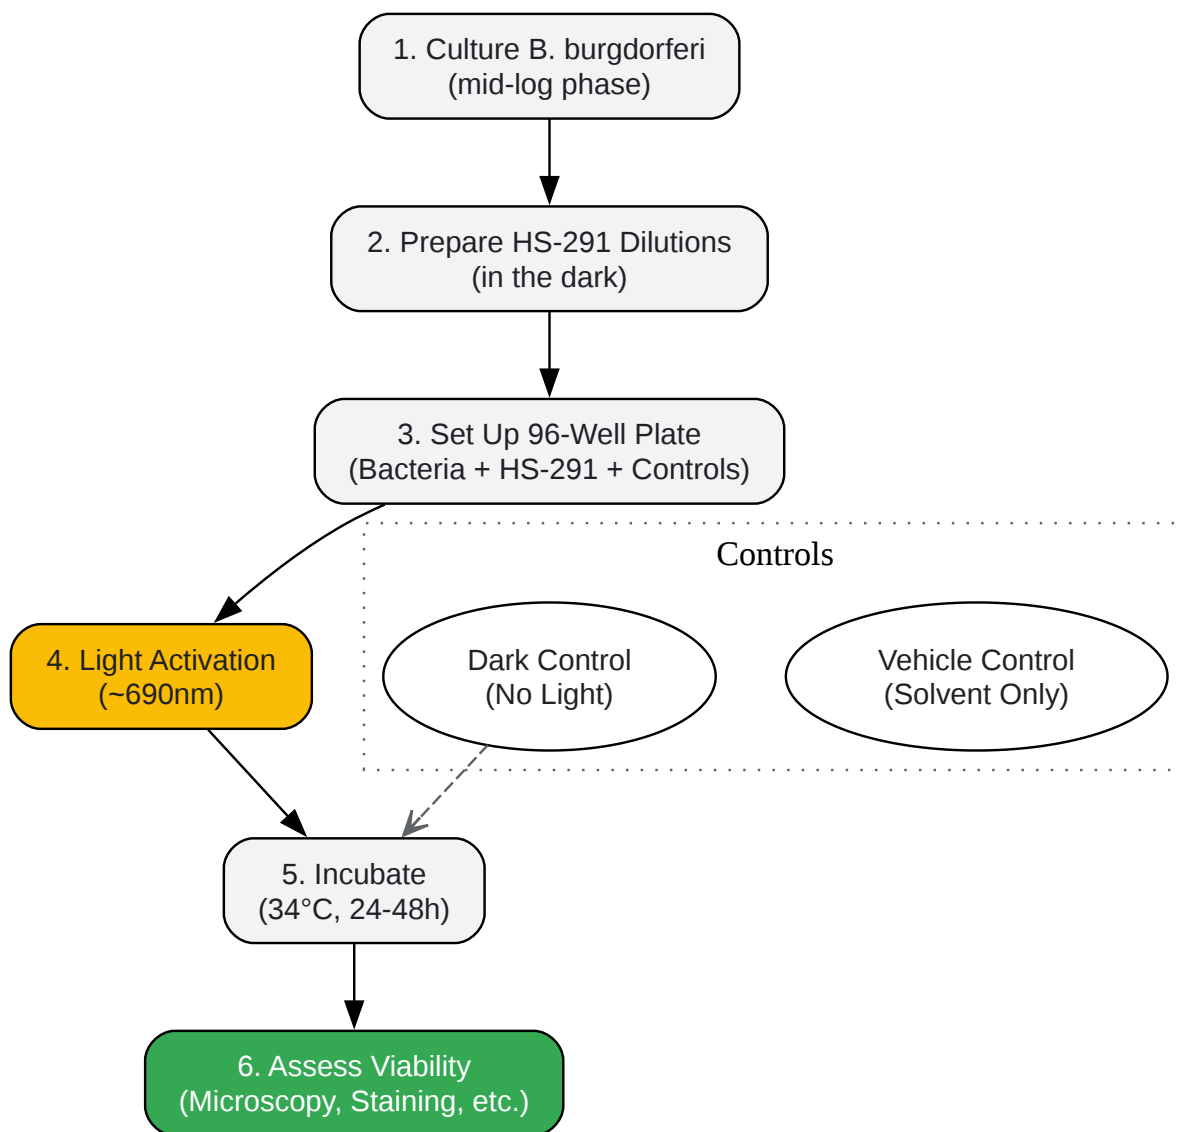 1. Culture B. burgdorferi
(mid-log phase)
2. Prepare HS-291 Dilutions
(in the dark)
3. Set Up 96-Well Plate
(Bacteria + HS-291 + Controls)
Controls
4. Light Activation
(~690nm)
Dark Control
(No Light)
Vehicle Control
(Solvent Only)
5. Incubate
(34°C, 24-48h)
6. Assess Viability
(Microscopy, Staining, etc.)